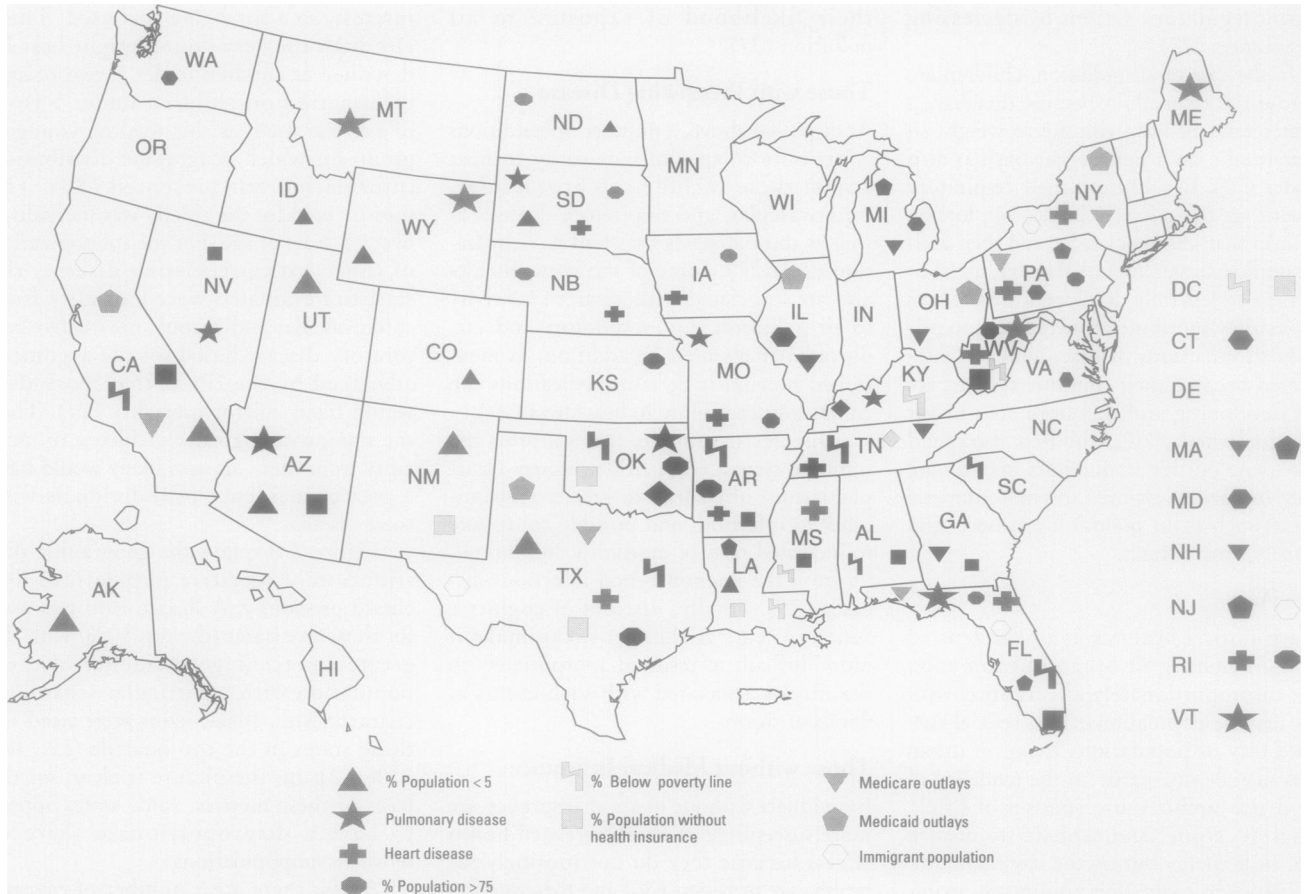 WA
MT
ND
MN
ME
OR
ID
WY
SD
WI
MI
NY
NV
UT
NB
IA
PA
OH
DC
IL
IN
CO
WV
CT
CA
KS
MO
KY
VA
DE
AZ
NM
OK
AR
TN
NC
MA
SC
MS
AL
GA
MD
LA
NH
TX
AK
FL
NJ
HI
RI
VT
% Population < 5
Pulmonary disease
Heart disease
% Population >75
% Below poverty line
% Population without
health insurance
Medicare outlays
Medicaid outlays
Immigrant population